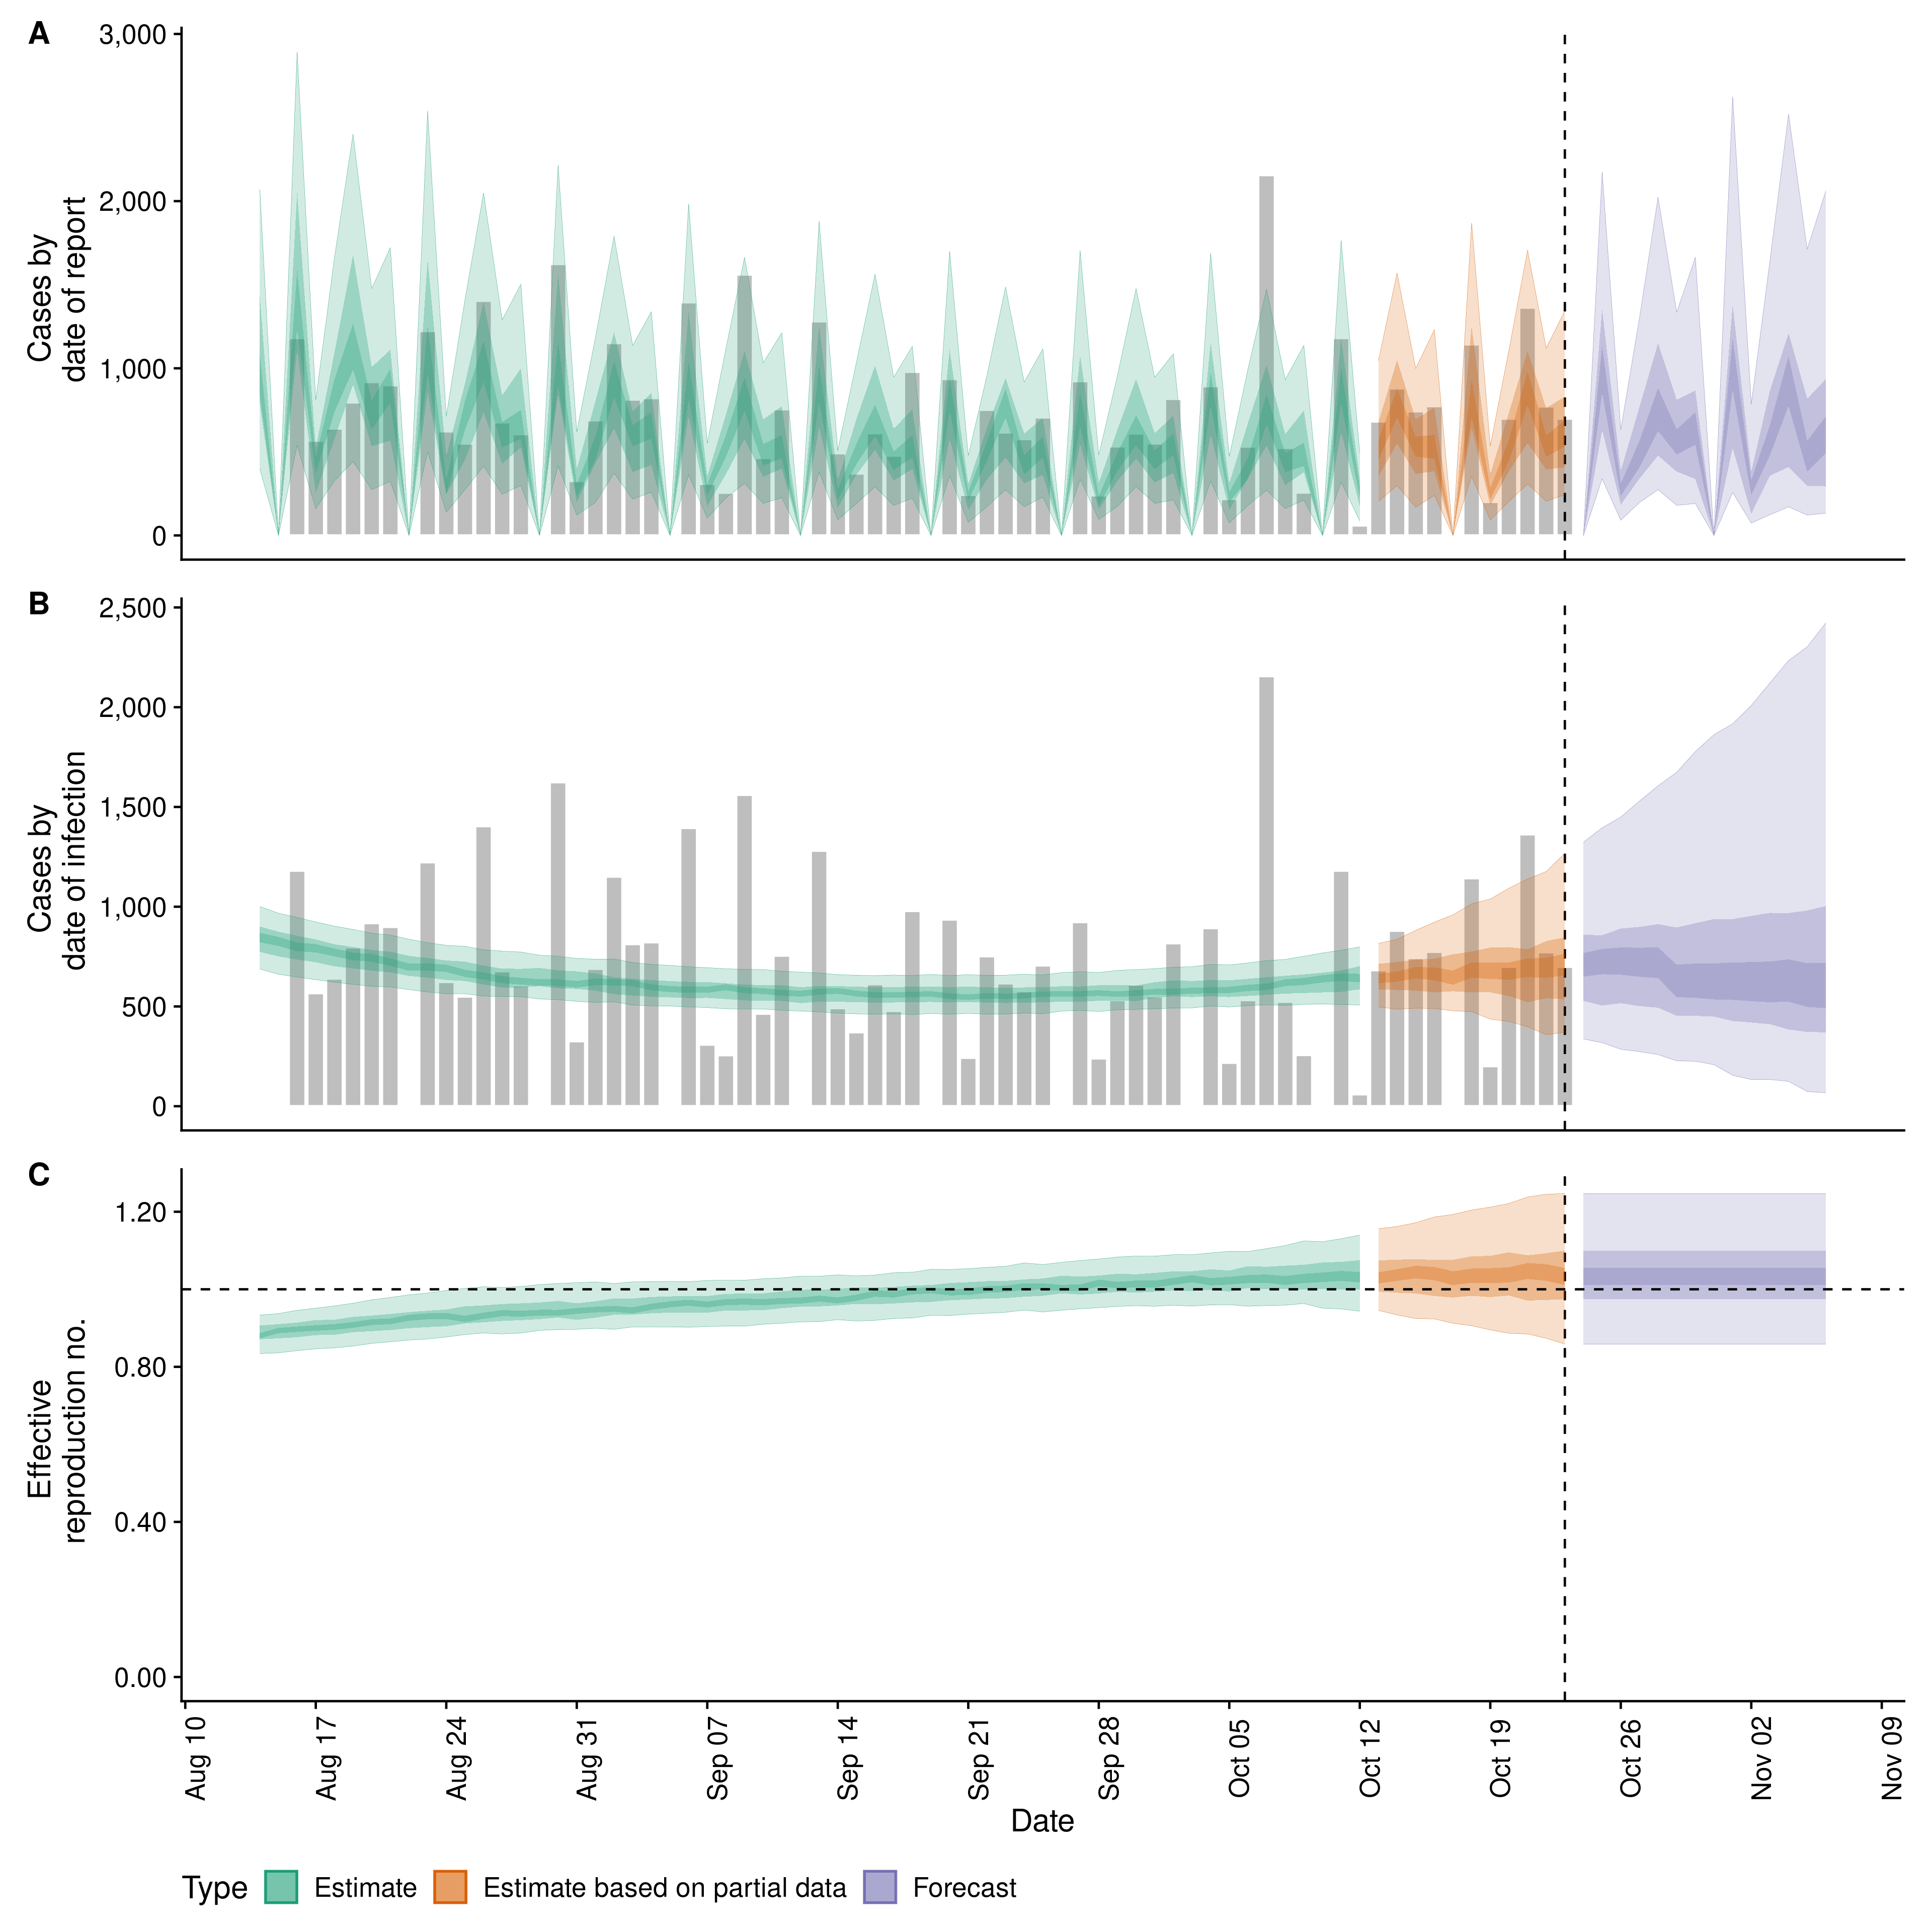 A
3,000
2,000
1,000
0
Cases by
date of report
B
2,500
2,000
1,500
1,000
500
0
Cases by
date of infection
C
1.20
0.80
0.40
0.00
Effective
reproduction no.
Aug 10
Aug 17
Aug 24
Aug 31
Sep 07
Sep 14
Sep 21
Sep 28
Oct 05
Oct 12
Oct 19
Oct 26
Nov 02
Nov 09
Date
Type Estimate Estimate based on partial data Forecast